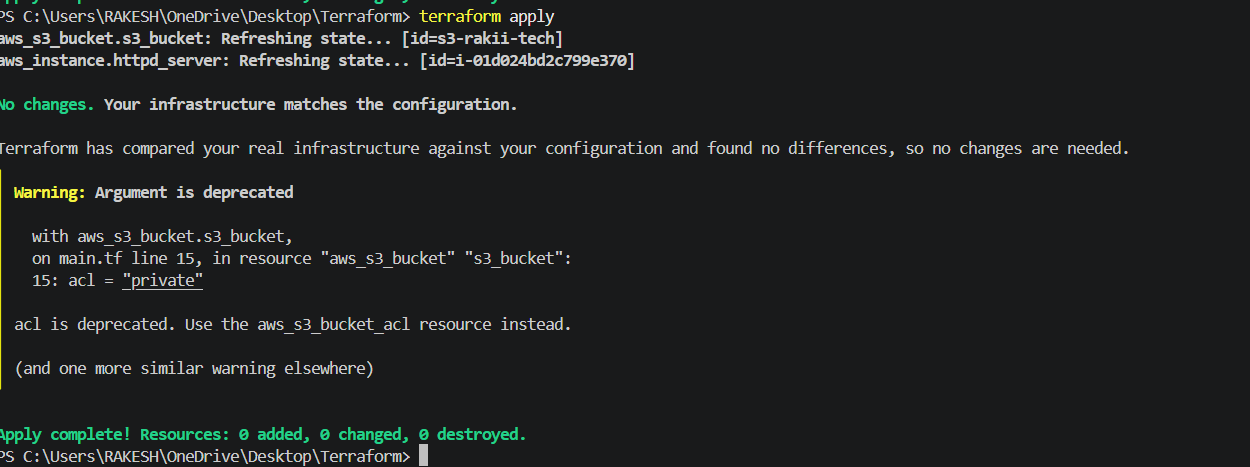 PS C:\Users\RAKESH\OneDrive\Desktop\Terraform> terraform apply
aws_s3_bucket.s3_bucket: Refreshing state... [id=s3-rakii-tech]
aws_instance.httpd_server: Refreshing state... [id=i-01d024bd2c799e370]
No changes. Your infrastructure matches the configuration.
Terraform has compared your real infrastructure against your configuration and found no differences, so no changes are needed.
Warning: Argument is deprecated
with aws_s3_bucket.s3_bucket,
on main.tf line 15, in resource "aws_s3_bucket" "s3_bucket":
15: acl = "private"
acl is deprecated. Use the aws_s3_bucket_acl resource instead.
(and one more similar warning elsewhere)
Apply complete! Resources: 0 added, 0 changed, 0 destroyed.
PS C:\Users\RAKESH\OneDrive\Desktop\Terraform>